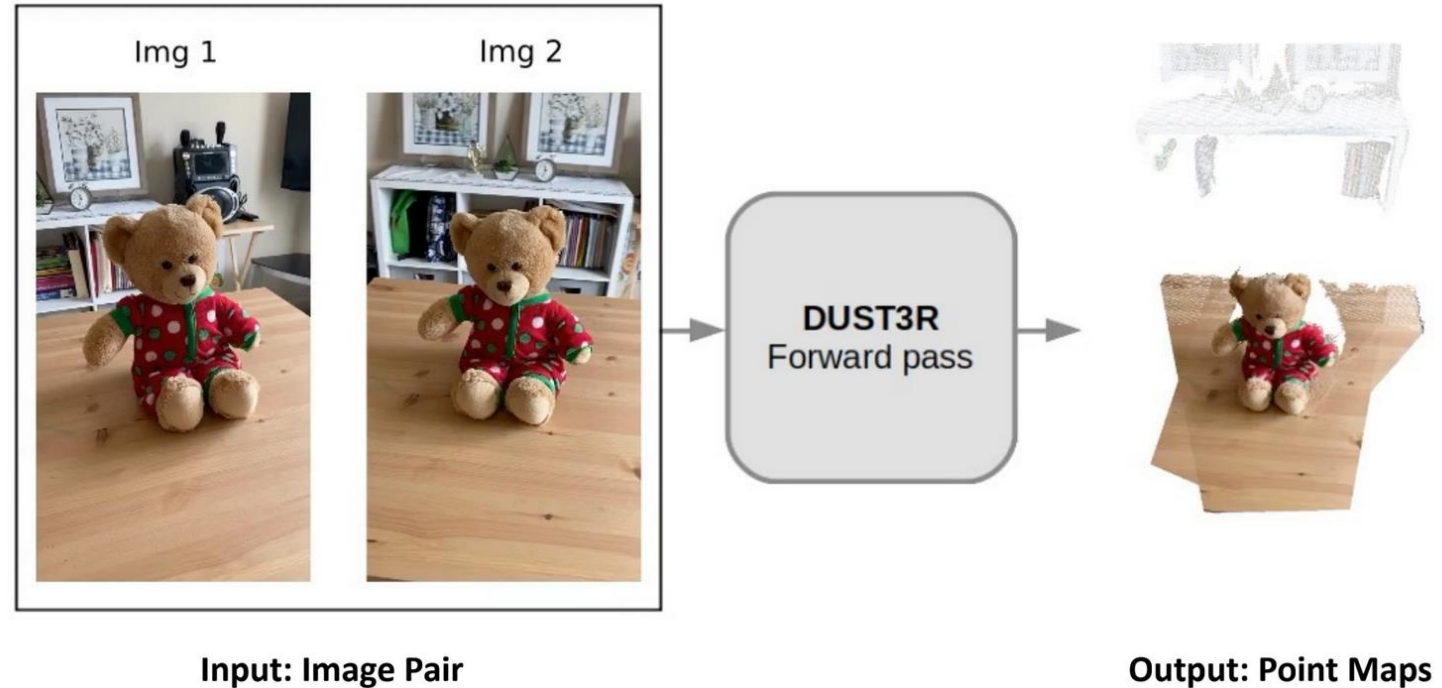 Img 1
Img 2
DUST3R
Forward pass
Input: Image Pair
Output: Point Maps